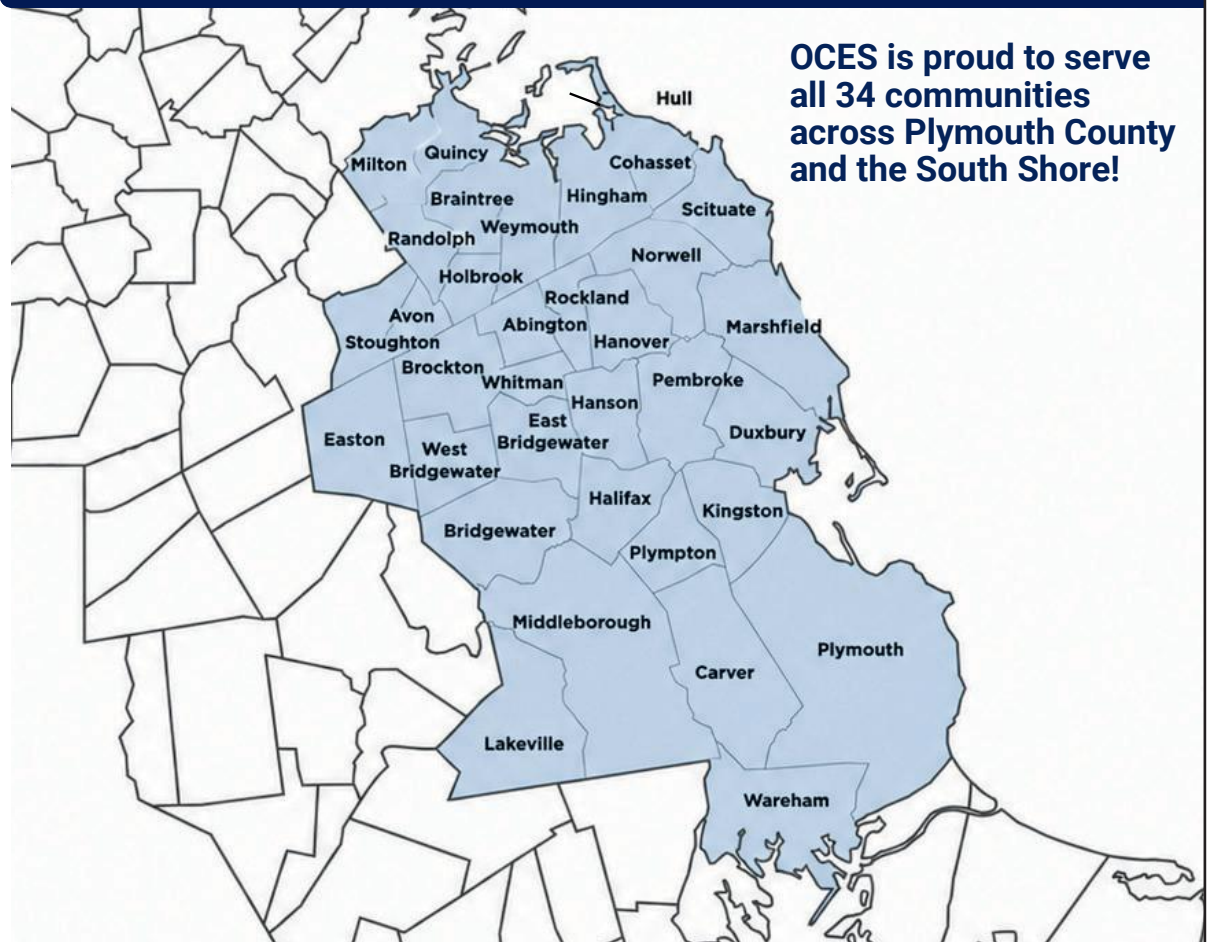 OCES is proud to serve
all 34 communities
across Plymouth County
and the South Shore!
Hull
Milton
Quincy
Cohasset
Braintree
Hingham
Scituate
Weymouth
Randolph
Norwell
Holbrook
Rockland
Avon
Abington
Marshfield
Stoughton
Hanover
Brockton
Whitman
Pembroke
Hanson
East
Bridgewater
Duxbury
Easton
West
Bridgewater
Halifax
Kingston
Bridgewater
Plympton
Middleborough
Plymouth
Carver
Lakeville
Wareham